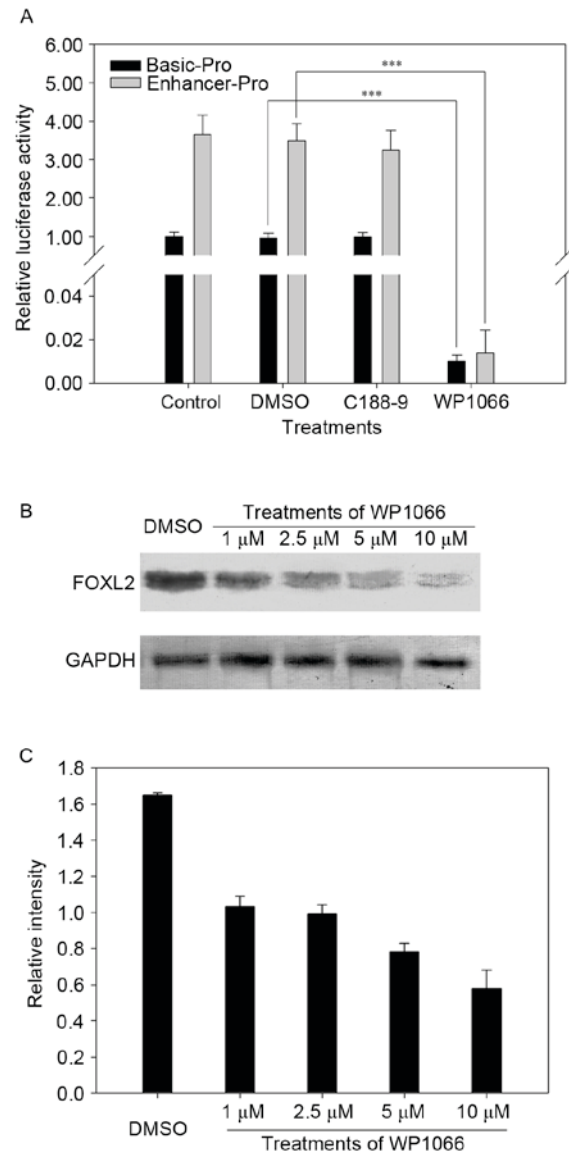 A
Relative luciferase activity
6.00
5.00
4.00
3.00
2.00
1.00
0.04
0.02
0.00
Basic-Pro
Enhancer-Pro
***
***
Control DMSO C188-9 WP1066
Treatments
B
DMSO
Treatments of WP1066
1 μM 2.5 μM 5 μM 10 μM
FOXL2
GAPDH
C
Relative intensity
1.8
1.6
1.4
1.2
1.0
0.8
0.6
0.4
0.2
0.0
DMSO
1 μM 2.5 μM 5 μM 10 μM
Treatments of WP1066